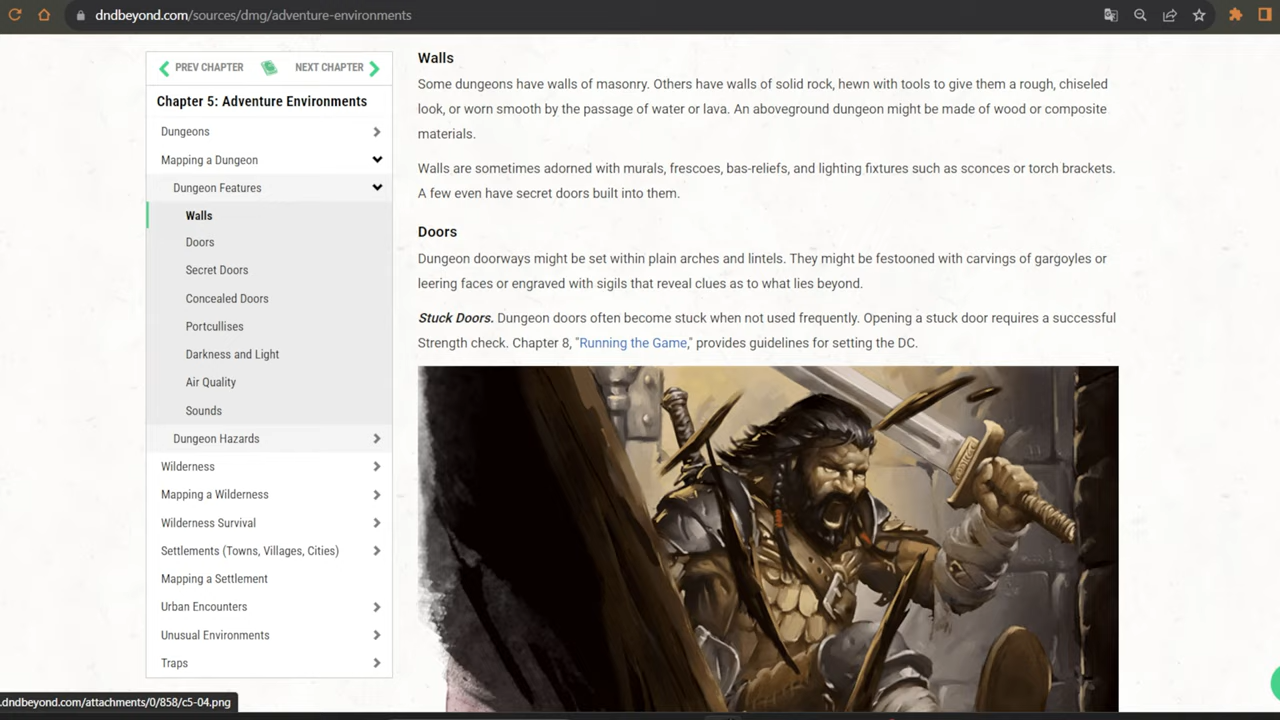 dndbeyond.com/sources/dmg/adventure-environments
PREV CHAPTER
NEXT CHAPTER
Chapter 5: Adventure Environments
Dungeons
Mapping a Dungeon
Dungeon Features
Walls
Doors
Secret Doors
Concealed Doors
Portcullises
Darkness and Light
Air Quality
Sounds
Dungeon Hazards
Wilderness
Mapping a Wilderness
Wilderness Survival
Settlements (Towns, Villages, Cities)
Mapping a Settlement
Urban Encounters
Unusual Environments
Traps
Walls
Some dungeons have walls of masonry. Others have walls of solid rock, hewn with tools to give them a rough, chiseled
look, or worn smooth by the passage of water or lava. An aboveground dungeon might be made of wood or composite
materials.
Walls are sometimes adorned with murals, frescoes, bas-reliefs, and lighting fixtures such as sconces or torch brackets.
A few even have secret doors built into them.
Doors
Dungeon doorways might be set within plain arches and lintels. They might be festooned with carvings of gargoyles or
leering faces or engraved with sigils that reveal clues as to what lies beyond.
Stuck Doors. Dungeon doors often become stuck when not used frequently. Opening a stuck door requires a successful
Strength check. Chapter 8, "Running the Game," provides guidelines for setting the DC.
.dndbeyond.com/attachments/0/858/c5-04.png